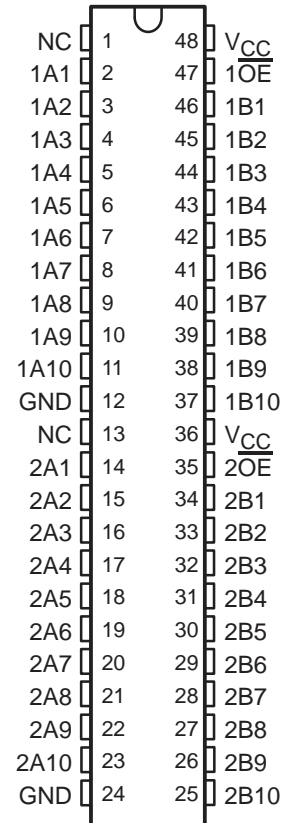 NC 1 48 VCC
1A1 2 47 1O̅E̅
1A2 3 46 1B1
1A3 4 45 1B2
1A4 5 44 1B3
1A5 6 43 1B4
1A6 7 42 1B5
1A7 8 41 1B6
1A8 9 40 1B7
1A9 10 39 1B8
1A10 11 38 1B9
GND 12 37 1B10
NC 13 36 VCC
2A1 14 35 2O̅E̅
2A2 15 34 2B1
2A3 16 33 2B2
2A4 17 32 2B3
2A5 18 31 2B4
2A6 19 30 2B5
2A7 20 29 2B6
2A8 21 28 2B7
2A9 22 27 2B8
2A10 23 26 2B9
GND 24 25 2B10